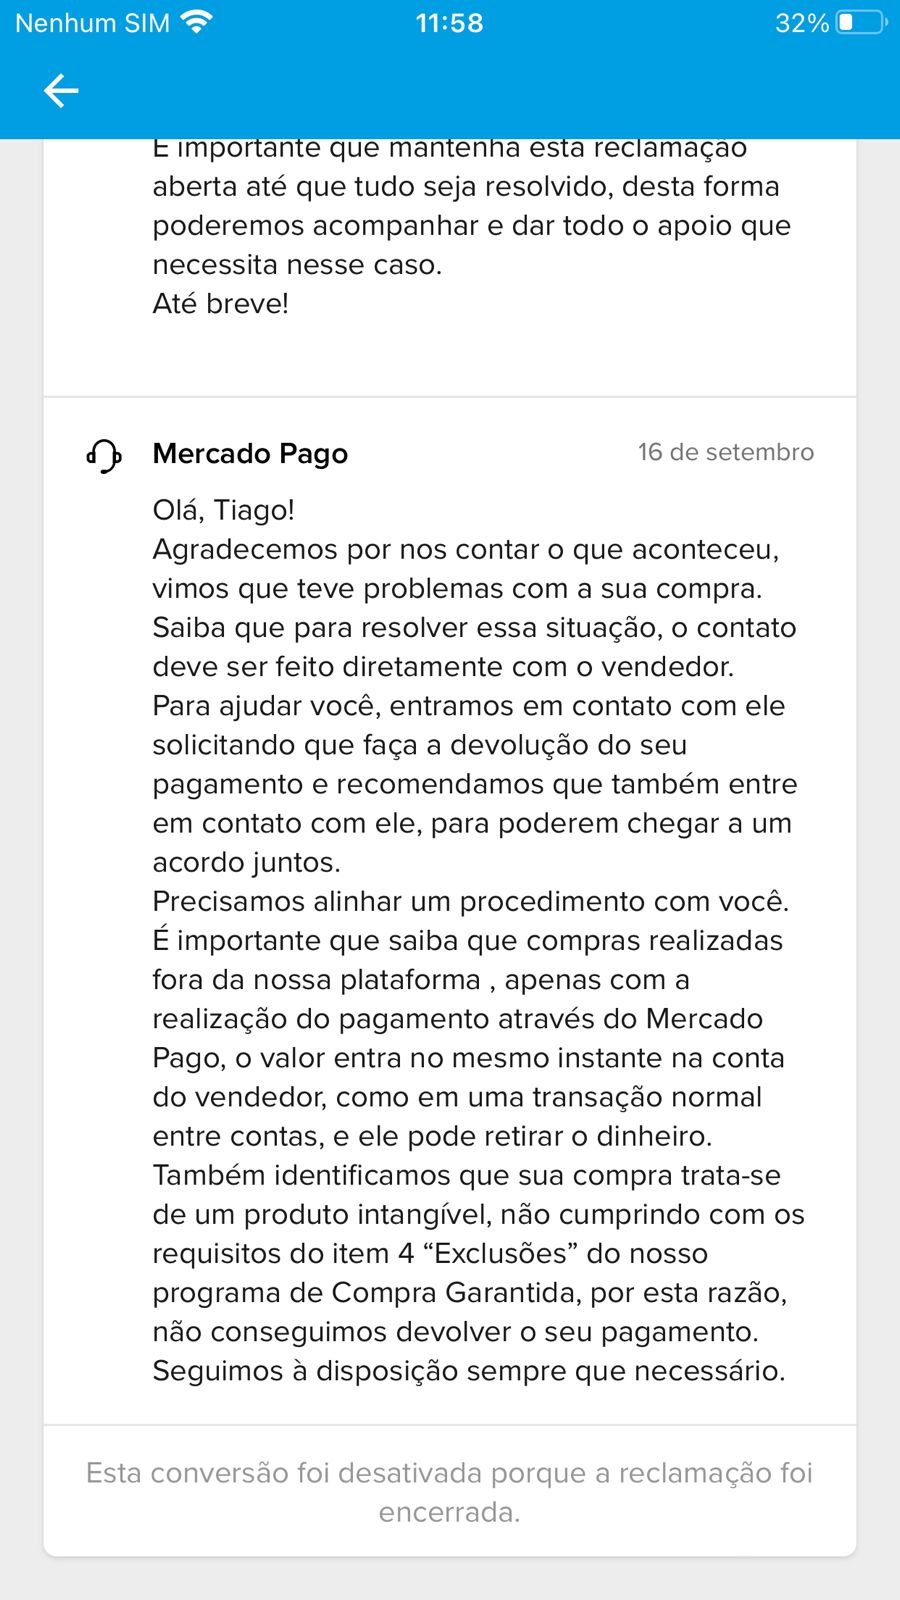 Nenhum SIM 11:58 32%
É importante que mantenha esta reclamação
aberta até que tudo seja resolvido, desta forma
poderemos acompanhar e dar todo o apoio que
necessita nesse caso.
Até breve!
Mercado Pago 16 de setembro
Olá, Tiago!
Agradecemos por nos contar o que aconteceu,
vimos que teve problemas com a sua compra.
Saiba que para resolver essa situação, o contato
deve ser feito diretamente com o vendedor.
Para ajudar você, entramos em contato com ele
solicitando que faça a devolução do seu
pagamento e recomendamos que também entre
em contato com ele, para poderem chegar a um
acordo juntos.
Precisamos alinhar um procedimento com você.
É importante que saiba que compras realizadas
fora da nossa plataforma , apenas com a
realização do pagamento através do Mercado
Pago, o valor entra no mesmo instante na conta
do vendedor, como em uma transação normal
entre contas, e ele pode retirar o dinheiro.
Também identificamos que sua compra trata-se
de um produto intangível, não cumprindo com os
requisitos do item 4 “Exclusões” do nosso
programa de Compra Garantida, por esta razão,
não conseguimos devolver o seu pagamento.
Seguimos à disposição sempre que necessário.
Esta conversão foi desativada porque a reclamação foi
encerrada.